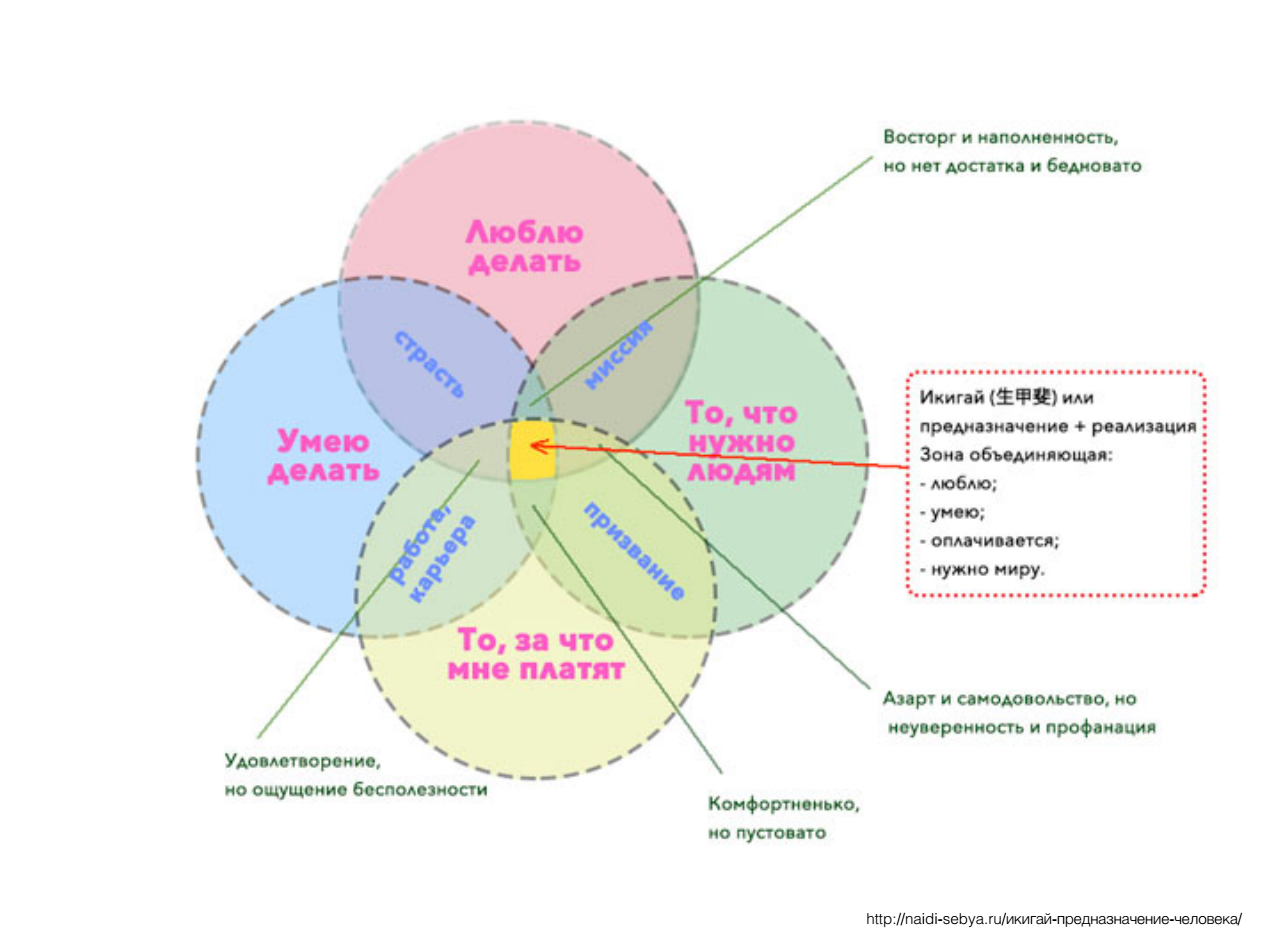 Восторг и наполненность,
но нет достатка и бедновато
Люблю
делать
страсть
миссия
Умею
делать
То, что
нужно
людям
Икигай (生甲斐) или
предназначение + реализация
Зона объединяющая:
- люблю;
- умею;
- оплачивается;
- нужно миру.
работа,
карьера
призвание
То, за что
мне платят
Азарт и самодовольство, но
неуверенность и профанация
Удовлетворение,
но ощущение бесполезности
Комфортненько,
но пустовато
http://naidi-sebya.ru/икигай-предназначение-человека/